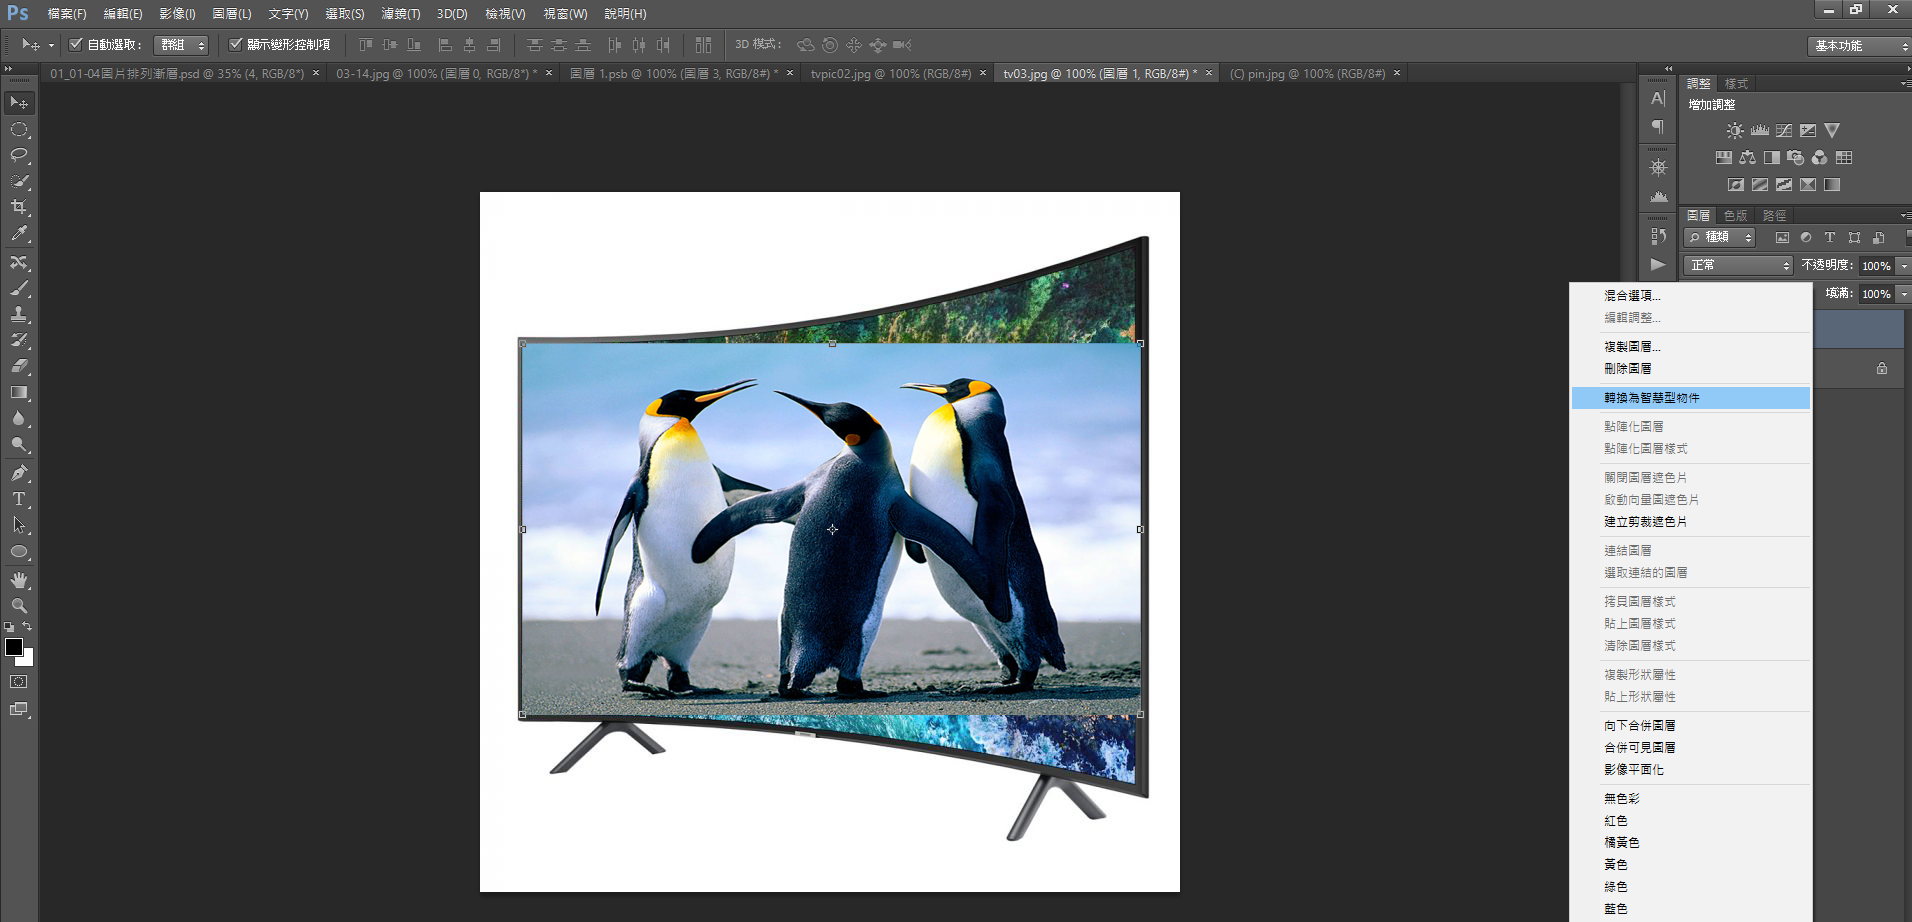 Ps 檔案(F) 編輯(E) 影像(I) 圖層(L) 文字(Y) 選取(S) 濾鏡(T) 3D(D) 檢視(V) 視窗(W) 說明(H)
自動選取: 群組 顯示變形控制項 3D 模式: 基本功能
01_01-04圖片排列漸層.psd @ 35% (4, RGB/8*) × 03-14.jpg @ 100% (圖層 0, RGB/8*) * × 圖層 1.psb @ 100% (圖層 3, RGB/8#) * × tvpic02.jpg @ 100% (RGB/8#) × tv03.jpg @ 100% (圖層 1, RGB/8#) * × (C) pin.jpg @ 100% (RGB/8#) ×
調整 樣式
增加調整
圖層 色版 路徑
種類
正常 不透明度: 100%
填滿: 100%
混合選項...
編輯調整...
複製圖層...
刪除圖層
轉換為智慧型物件
點陣化圖層
點陣化圖層樣式
關閉圖層遮色片
啟動向量圖遮色片
建立剪裁遮色片
連結圖層
選取連結的圖層
拷貝圖層樣式
貼上圖層樣式
清除圖層樣式
複製形狀屬性
貼上形狀屬性
向下合併圖層
合併可見圖層
影像平面化
無色彩
紅色
橘黃色
黃色
綠色
藍色